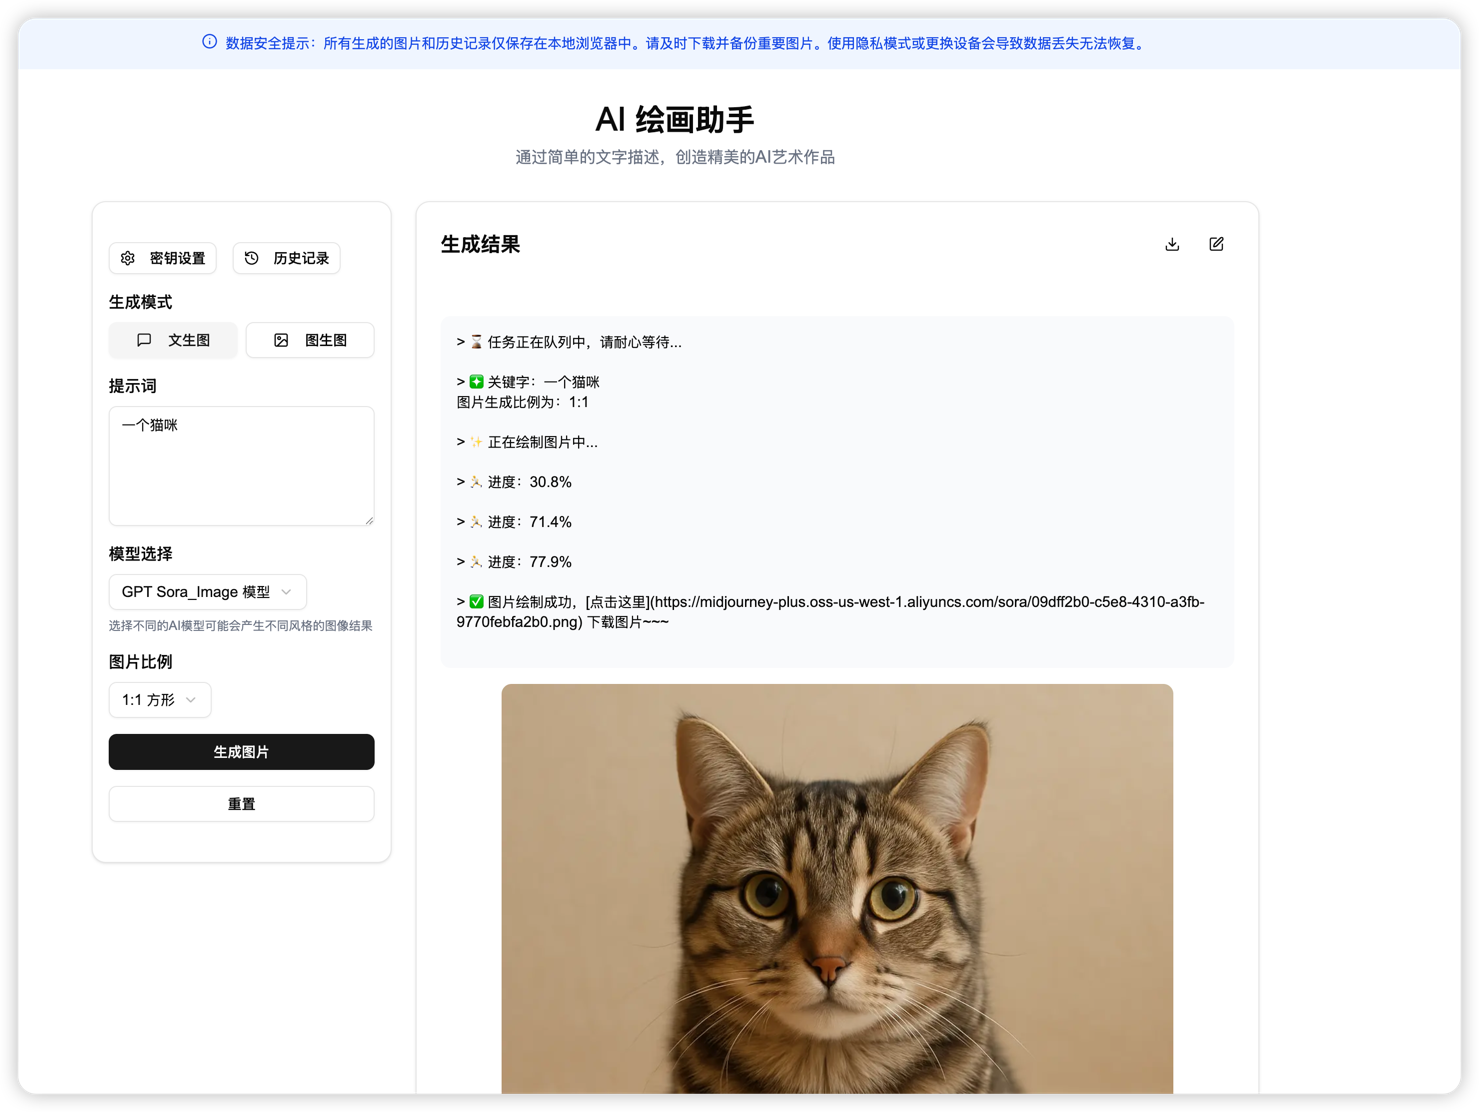 数据安全提示：所有生成的图片和历史记录仅保存在本地浏览器中。请及时下载并备份重要图片。使用隐私模式或更换设备会导致数据丢失无法恢复。
AI 绘画助手
通过简单的文字描述，创造精美的AI艺术作品
密钥设置
历史记录
生成模式
文生图
图生图
提示词
一个猫咪
模型选择
GPT Sora_Image 模型
选择不同的AI模型可能会产生不同风格的图像结果
图片比例
1:1 方形
生成图片
重置
生成结果
> ⌛ 任务正在队列中，请耐心等待...
> ❇️ 关键字：一个猫咪
图片生成比例为：1:1
> ✨ 正在绘制图片中...
> 🏃 进度：30.8%
> 🏃 进度：71.4%
> 🏃 进度：77.9%
> ✅ 图片绘制成功，[点击这里](https://midjourney-plus.oss-us-west-1.aliyuncs.com/sora/09dff2b0-c5e8-4310-a3fb-
9770febfa2b0.png) 下载图片~~~